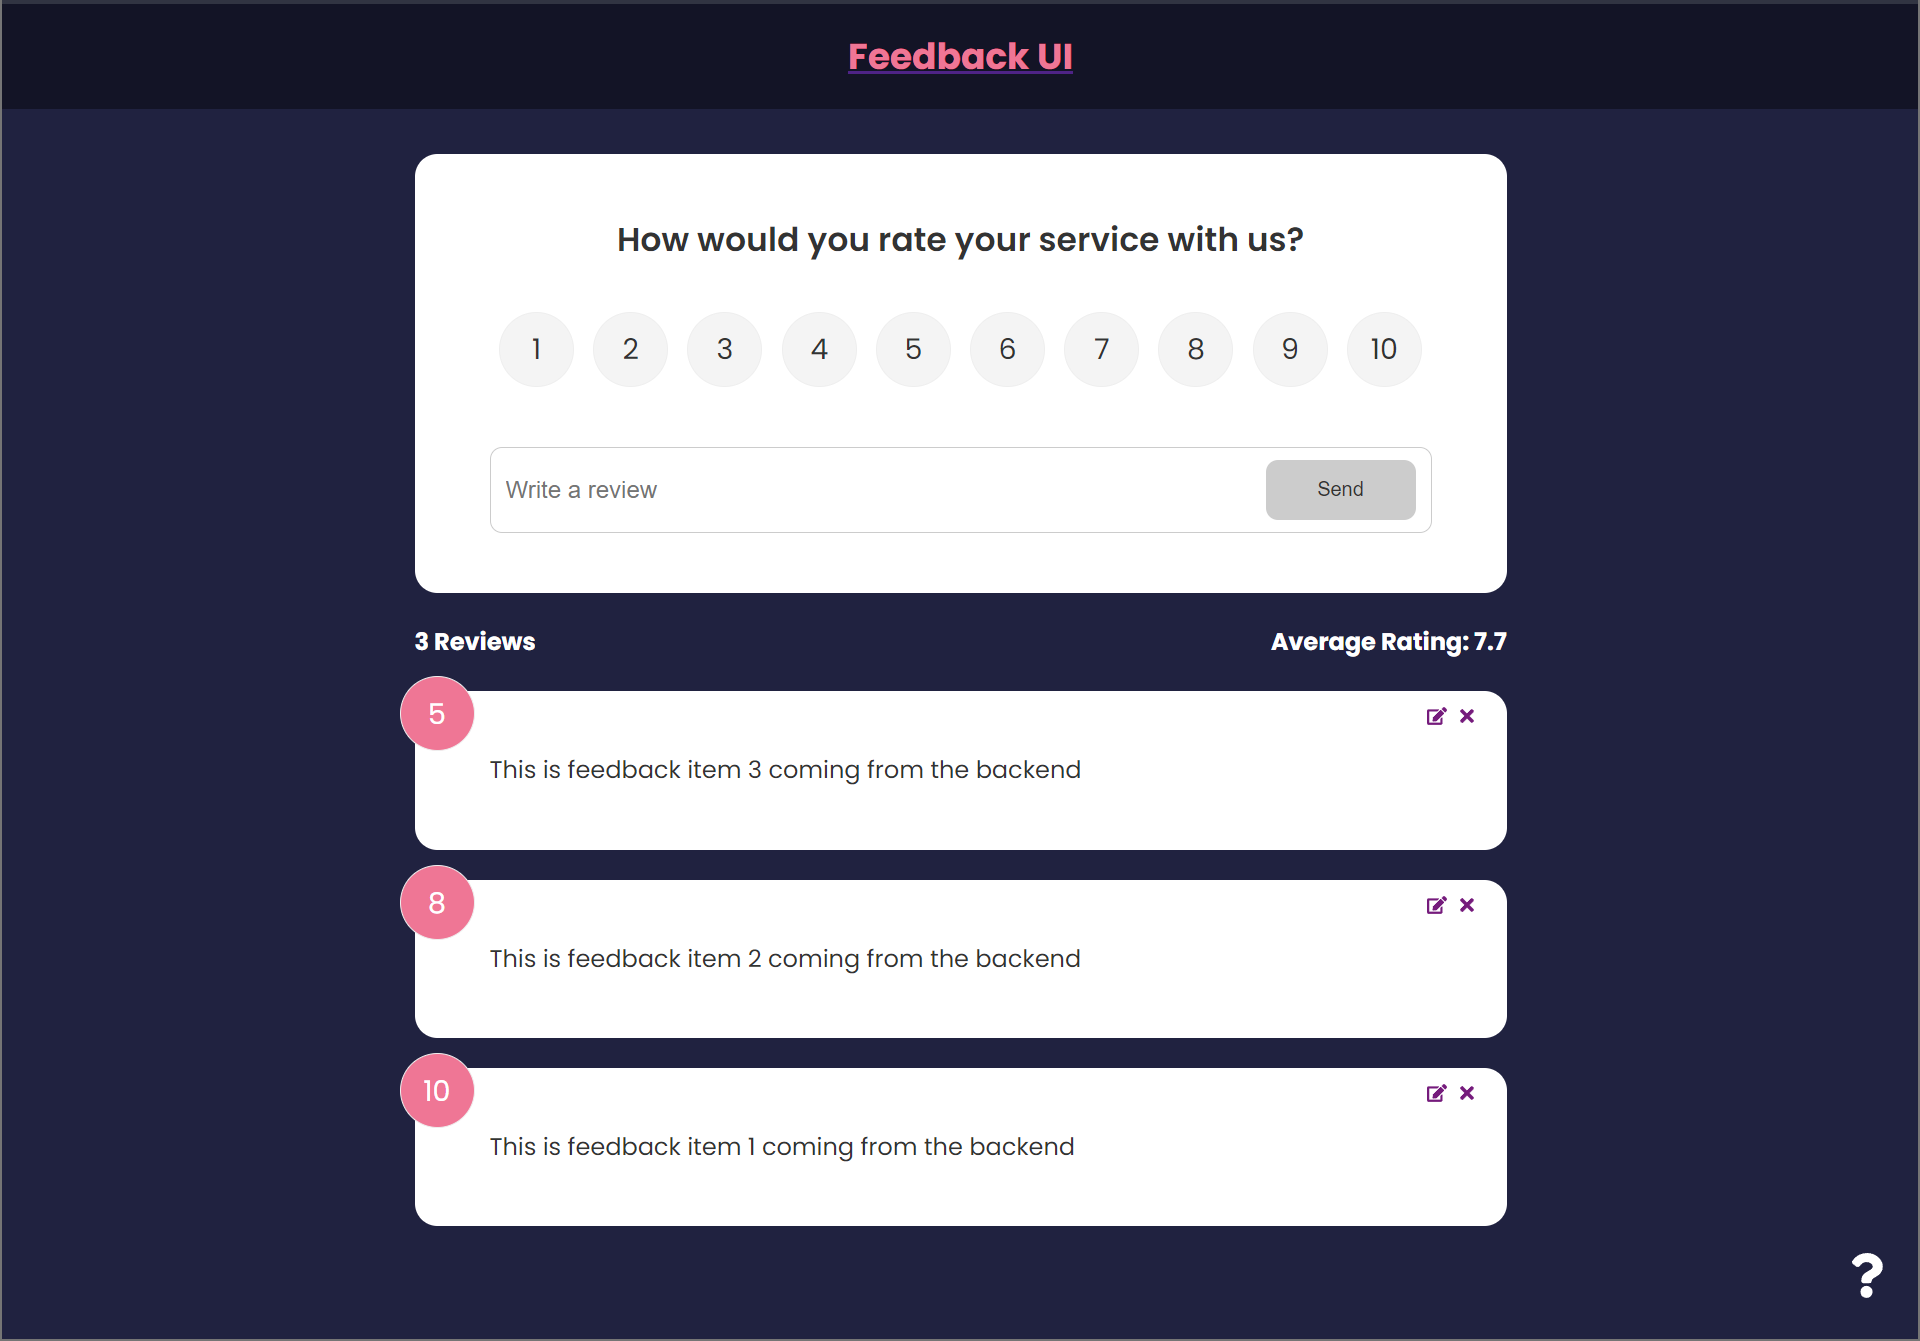 Feedback UI
How would you rate your service with us?
1 2 3 4 5 6 7 8 9 10
Write a review Send
3 Reviews Average Rating: 7.7
5
This is feedback item 3 coming from the backend
8
This is feedback item 2 coming from the backend
10
This is feedback item 1 coming from the backend
?